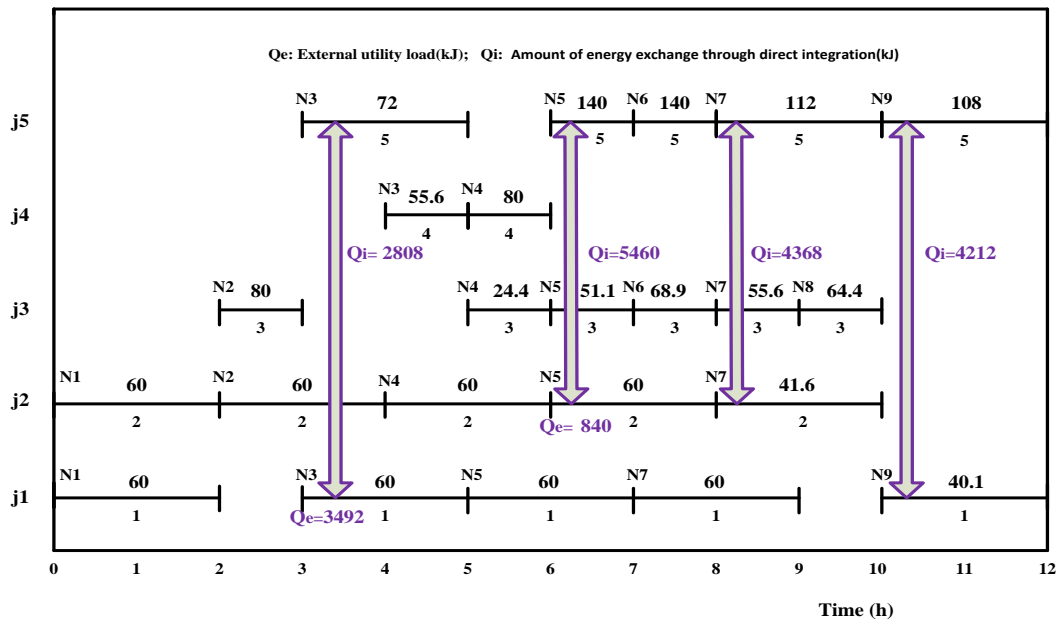 Qe: External utility load(kJ); Qi: Amount of energy exchange through direct integration(kJ)
N3 72 N5 140 N6 140 N7 112 N9 108
j5
5 5 5 5 5
N3 55.6 N4 80
j4
4 4
Qi= 2808 Qi=5460 Qi=4368 Qi=4212
N2 80 N4 24.4 N5 51.1 N6 68.9 N7 55.6 N8 64.4
j3
3 3 3 3 3 3
N1 60 N2 60 N4 60 N5 60 N7 41.6
j2
2 2 2 2 2
Qe= 840
N1 60 N3 60 N5 60 N7 60 N9 40.1
j1
1 1 1 1 1
Qe=3492
0 1 2 3 4 5 6 7 8 9 10 11 12
Time (h)